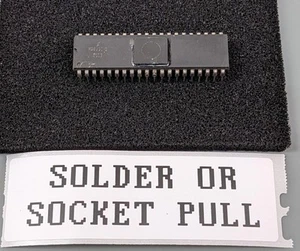 SOLDER OR
SOCKET PULL